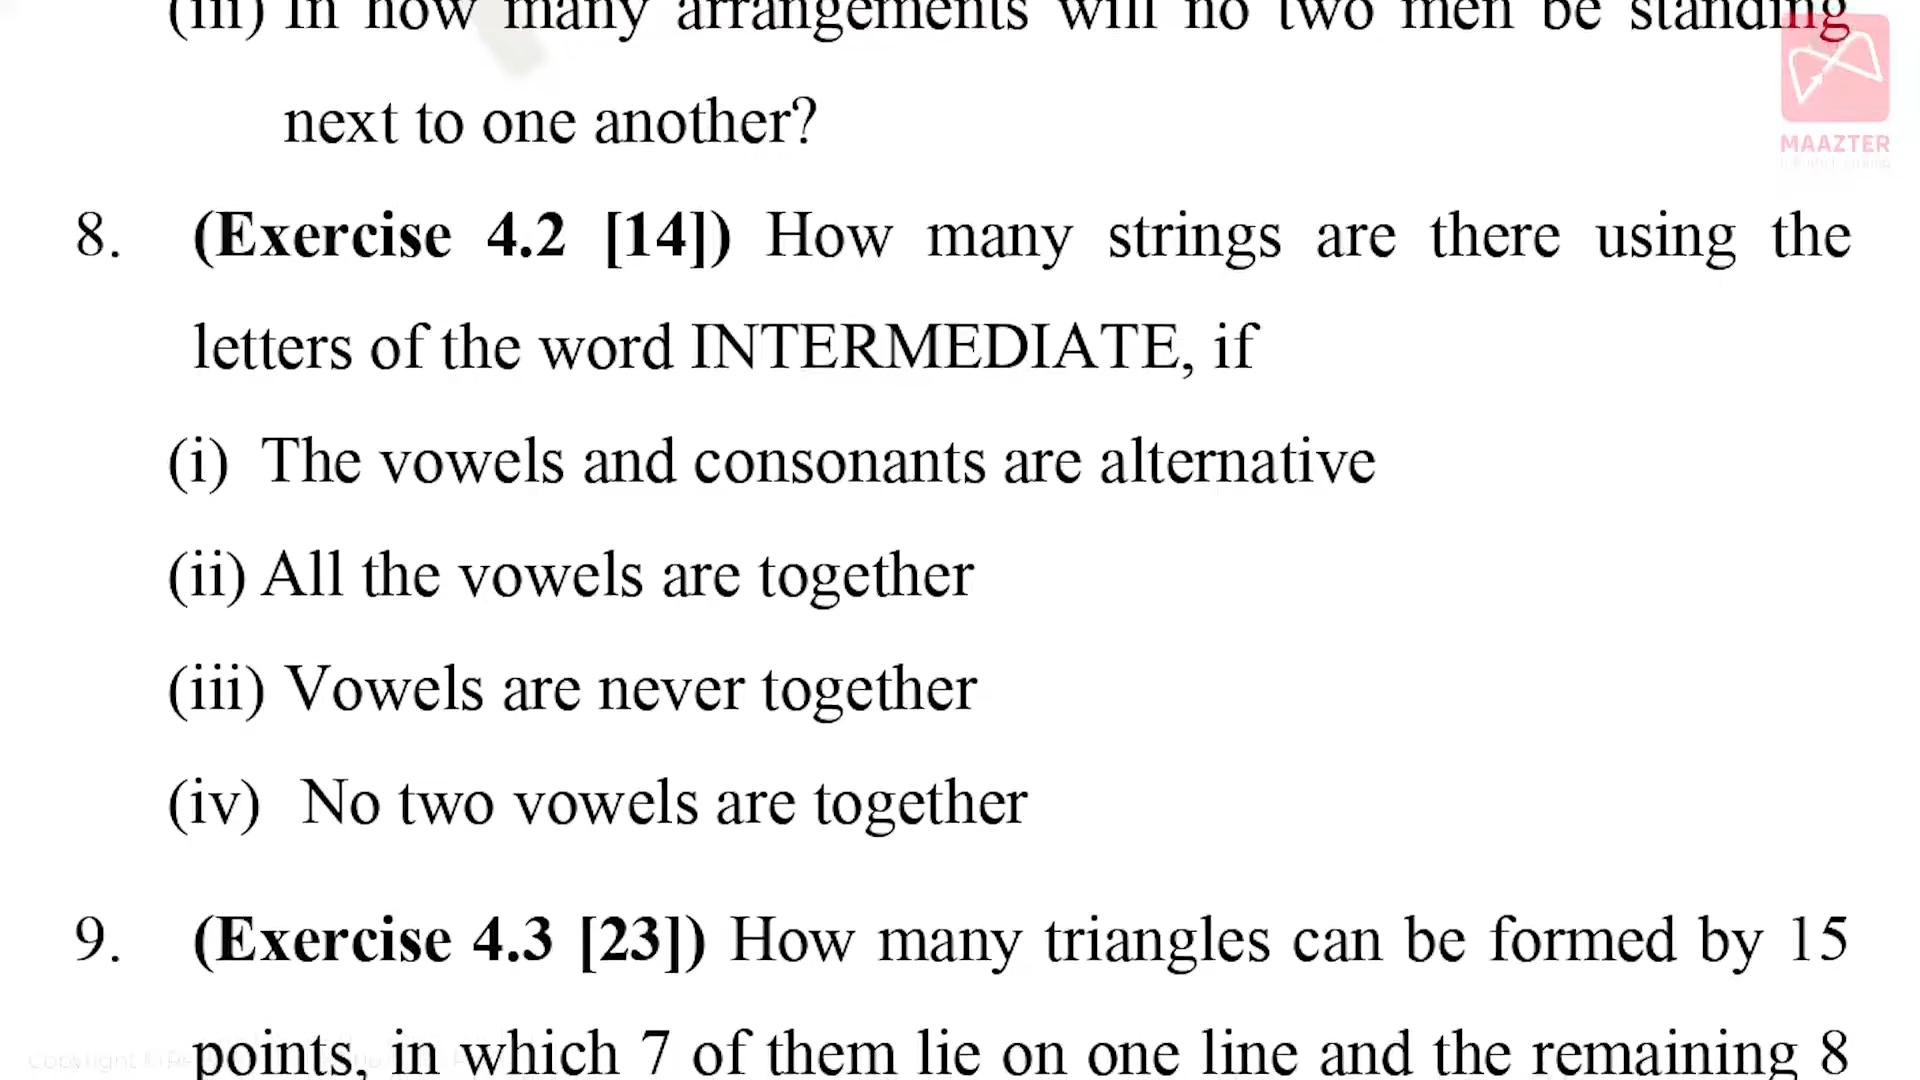 (iii) In how many arrangements will no two men be standing
next to one another?
MAAZTER
8. (Exercise 4.2 [14]) How many strings are there using the
letters of the word INTERMEDIATE, if
(i) The vowels and consonants are alternative
(ii) All the vowels are together
(iii) Vowels are never together
(iv) No two vowels are together
9. (Exercise 4.3 [23]) How many triangles can be formed by 15
points, in which 7 of them lie on one line and the remaining 8
Copyright ©